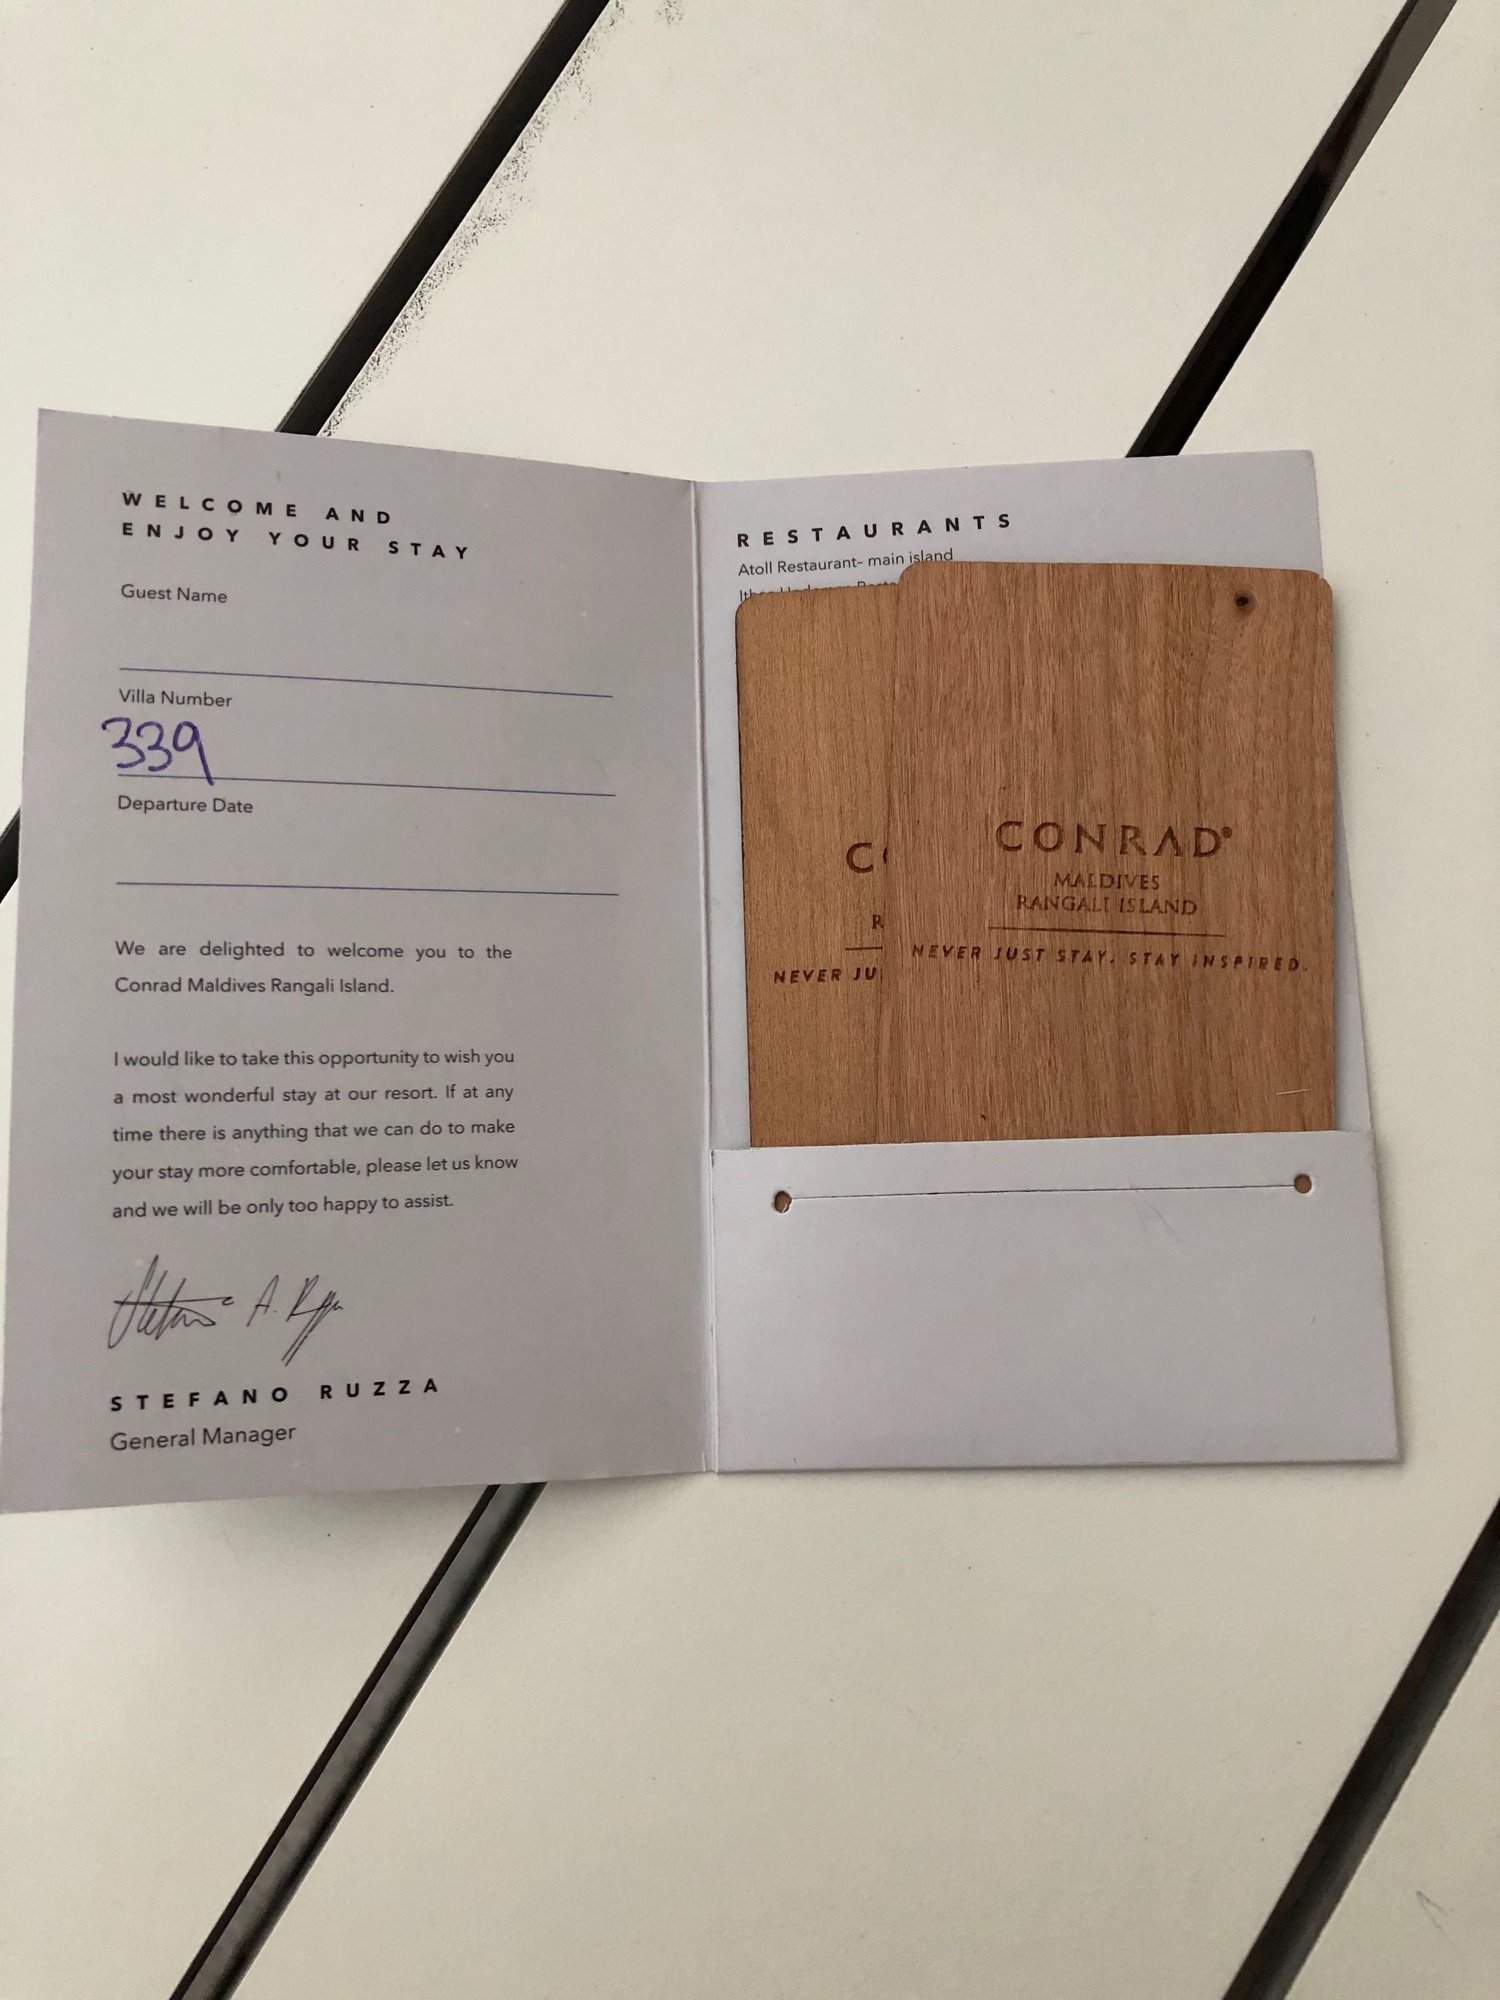 WELCOME AND
ENJOY YOUR STAY
Guest Name
Villa Number
339
Departure Date
We are delighted to welcome you to the
Conrad Maldives Rangali Island.
I would like to take this opportunity to wish you
a most wonderful stay at our resort. If at any
time there is anything that we can do to make
your stay more comfortable, please let us know
and we will be only too happy to assist.
STEFANO RUZZA
General Manager
RESTAURANTS
Atoll Restaurant- main island
NEVER JU
CONRAD®
MALDIVES
RANGALI ISLAND
NEVER JUST STAY. STAY INSPIRED.